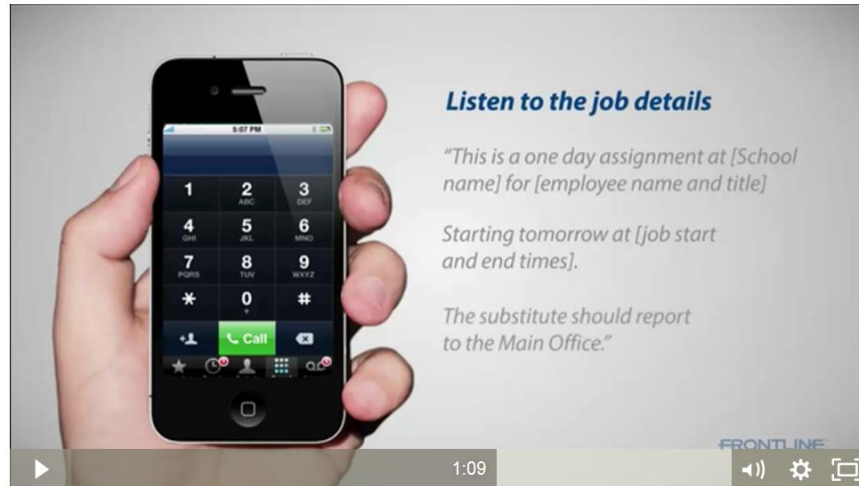 5:07 PM
Listen to the job details
"This is a one day assignment at [School
name] for [employee name and title]
Starting tomorrow at [job start
and end times].
The substitute should report
to the Main Office."
1
2
ABC
3
DEF
4
GHI
5
JKL
6
MNO
7
PQRS
8
TUV
9
WXYZ
*
0
+
#
Call
FRONTLINE
1:09